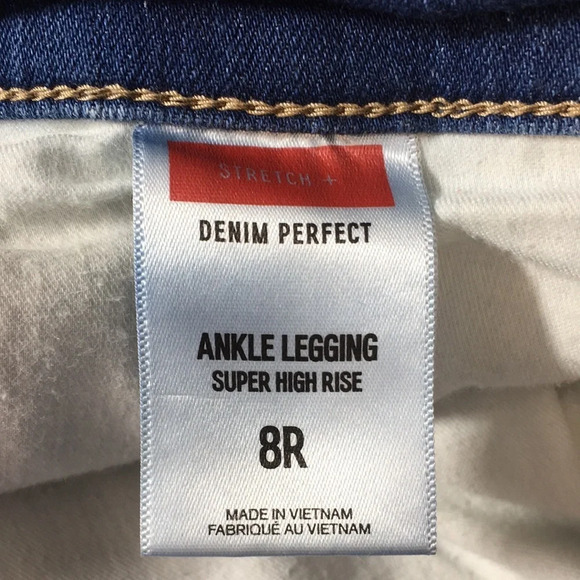 STRETCH +
DENIM PERFECT
ANKLE LEGGING
SUPER HIGH RISE
8R
MADE IN VIETNAM
FABRIQUÉ AU VIETNAM